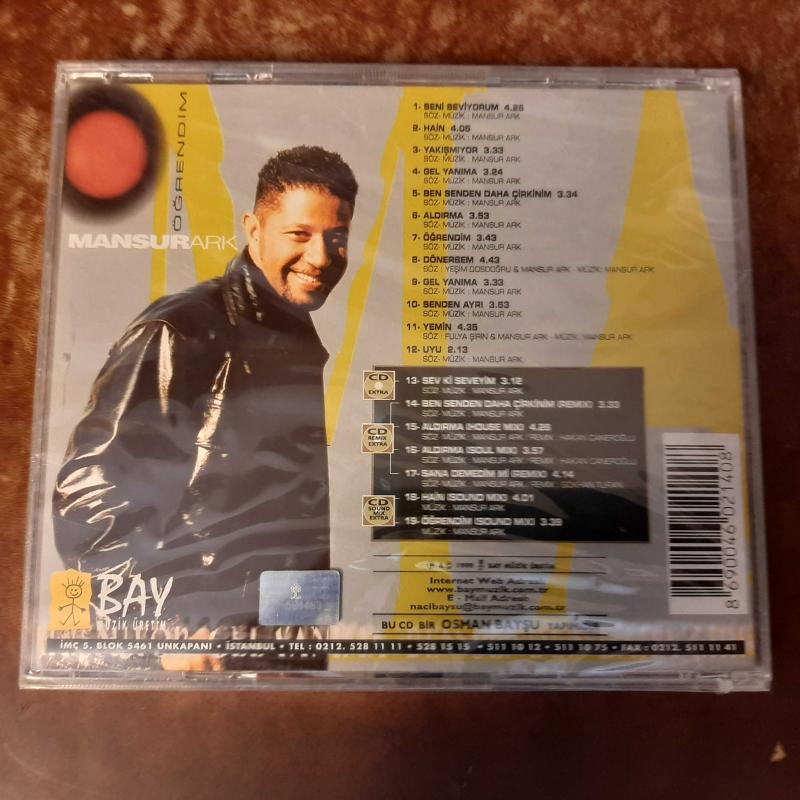 ÖĞRENDİM
MANSURARK
1- SENİ SEVİYORUM 4.26
SÖZ- MÜZİK : MANSUR ARK
2- HAİN 4.05
SÖZ- MÜZİK : MANSUR ARK
3- YAKIŞMIYOR 3.33
SÖZ- MÜZİK : MANSUR ARK
4- GEL YANIMA 3.24
SÖZ- MÜZİK : MANSUR ARK
5- BEN SENDEN DAHA ÇİRKİNİM 3.34
SÖZ- MÜZİK : MANSUR ARK
6- ALDIRMA 3.53
SÖZ- MÜZİK : MANSUR ARK
7- ÖĞRENDİM 3.43
SÖZ- MÜZİK : MANSUR ARK
8- DÖNERSEM 4.43
SÖZ : YEŞİM DOSDOĞRU & MANSUR ARK - MÜZİK: MANSUR ARK
9- GEL YANIMA 3.33
SÖZ- MÜZİK : MANSUR ARK
10- SENDEN AYRI 3.53
SÖZ- MÜZİK : MANSUR ARK
11- YEMİN 4.35
SÖZ : FULYA ŞİRİN & MANSUR ARK - MÜZİK: MANSUR ARK
12- UYU 2.13
SÖZ- MÜZİK : MANSUR ARK
CD
EXTRA
13- SEV Kİ SEVEYİM 3.12
SÖZ- MÜZİK : MANSUR ARK
14- BEN SENDEN DAHA ÇİRKİNİM (REMIX) 3.33
SÖZ- MÜZİK : MANSUR ARK
CD
REMIX
EXTRA
15- ALDIRMA (HOUSE MIX) 4.26
SÖZ- MÜZİK : MANSUR ARK / REMIX : HAKAN CANEROĞLU
16- ALDIRMA (SOUL MIX) 3.57
SÖZ- MÜZİK : MANSUR ARK / REMIX : HAKAN CANEROĞLU
17- SANA DEMEDİM Mİ (REMIX) 4.14
SÖZ- MÜZİK : MANSUR ARK / REMIX : GÖKHAN TURAN
CD
SOUND
MIX
EXTRA
18- HAİN (SOUND MIX) 4.01
MÜZİK : MANSUR ARK
19- ÖĞRENDİM (SOUND MIX) 3.39
MÜZİK : MANSUR ARK
1999 BAY MÜZİK ÜRETİM
Internet Web Adresi:
www.baymuzik.com.tr
E - Mail Adresi:
nacibaysu@baymuzik.com.tr
BU CD BİR OSMAN BAYSU YAPIMIDIR
8 690046 021408
BAY
MÜZİK ÜRETİM
İMÇ 5. BLOK 5461 UNKAPANI • İSTANBUL • TEL : 0212. 528 11 11 • 528 15 15 • 511 10 12 • 511 10 75 • FAX : 0212. 511 11 41